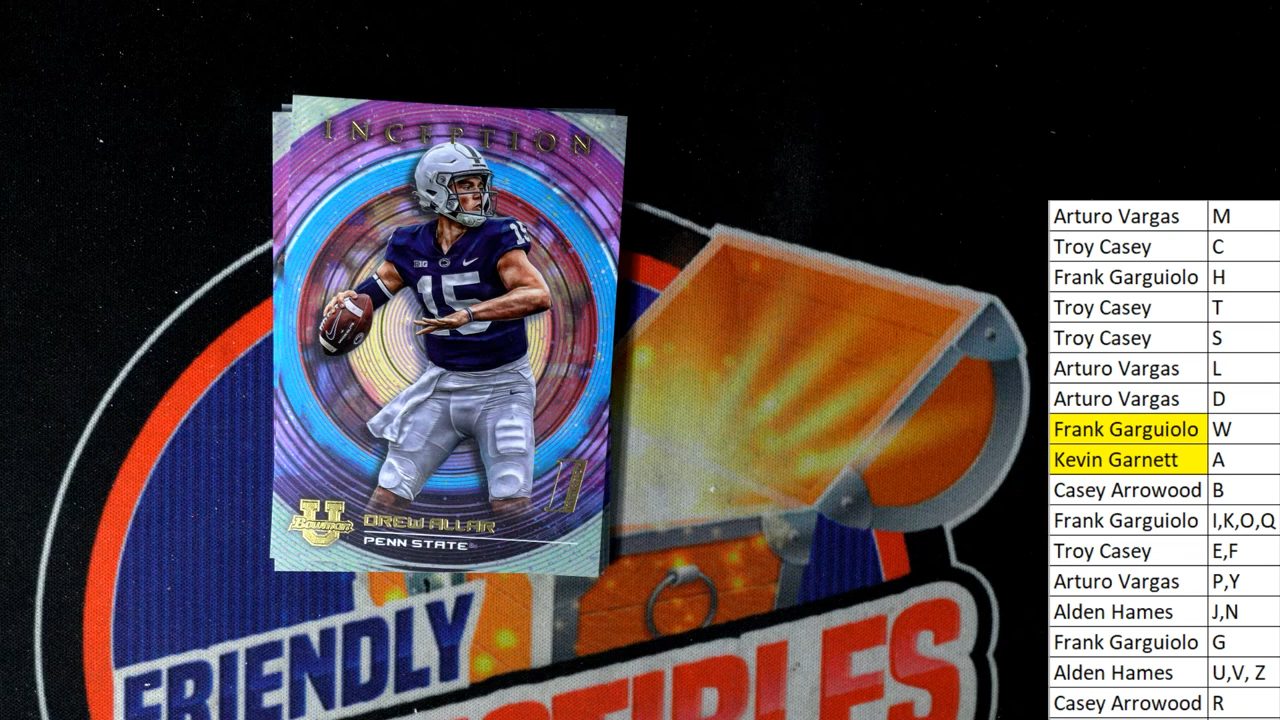 INCEPTION
15
15
BIG
BOWMAN U
DREW ALLAR
PENN STATE
FRIENDLY
Arturo Vargas M
Troy Casey C
Frank Garguiolo H
Troy Casey T
Troy Casey S
Arturo Vargas L
Arturo Vargas D
Frank Garguiolo W
Kevin Garnett A
Casey Arrowood B
Frank Garguiolo I,K,O,Q
Troy Casey E,F
Arturo Vargas P,Y
Alden Hames J,N
Frank Garguiolo G
Alden Hames U,V, Z
Casey Arrowood R